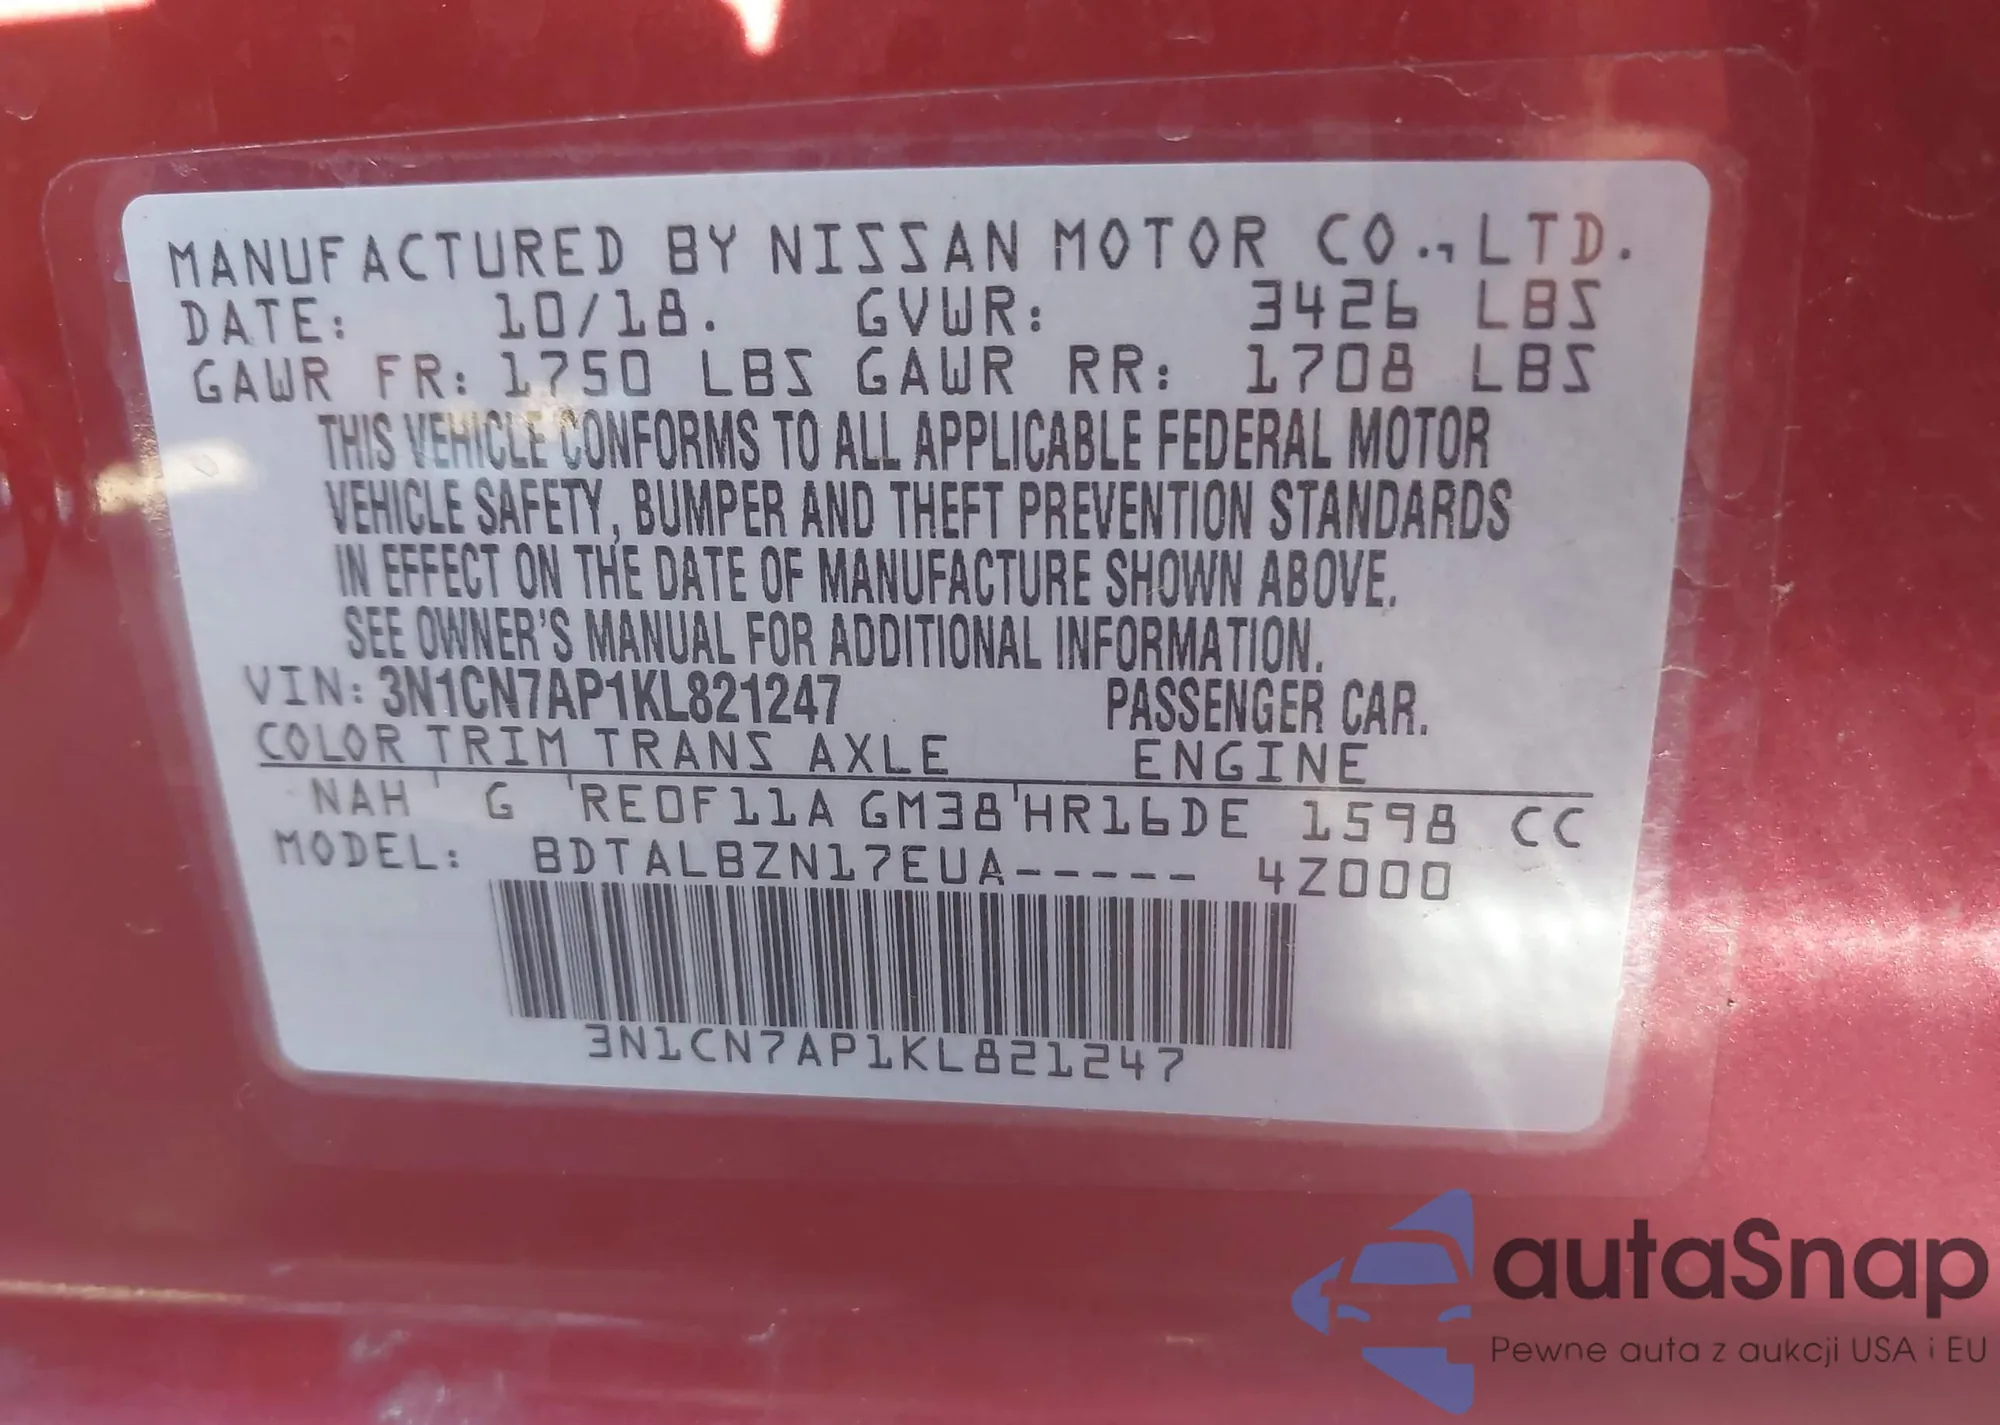 MANUFACTURED BY NISSAN MOTOR CO., LTD.
DATE: 10/18. GVWR: 3426 LBS
GAWR FR: 1750 LBS GAWR RR: 1708 LBS
THIS VEHICLE CONFORMS TO ALL APPLICABLE FEDERAL MOTOR
VEHICLE SAFETY, BUMPER AND THEFT PREVENTION STANDARDS
IN EFFECT ON THE DATE OF MANUFACTURE SHOWN ABOVE.
SEE OWNER'S MANUAL FOR ADDITIONAL INFORMATION.
VIN: 3N1CN7AP1KL821247 PASSENGER CAR.
COLOR TRIM TRANS AXLE ENGINE
NAH ' G 'RE0F11A GM38'HR16DE 1598 CC
MODEL: BDTALBZN17EUA----- 4Z000
3N1CN7AP1KL821247
autaSnap
Pewne auta z aukcji USA i EU